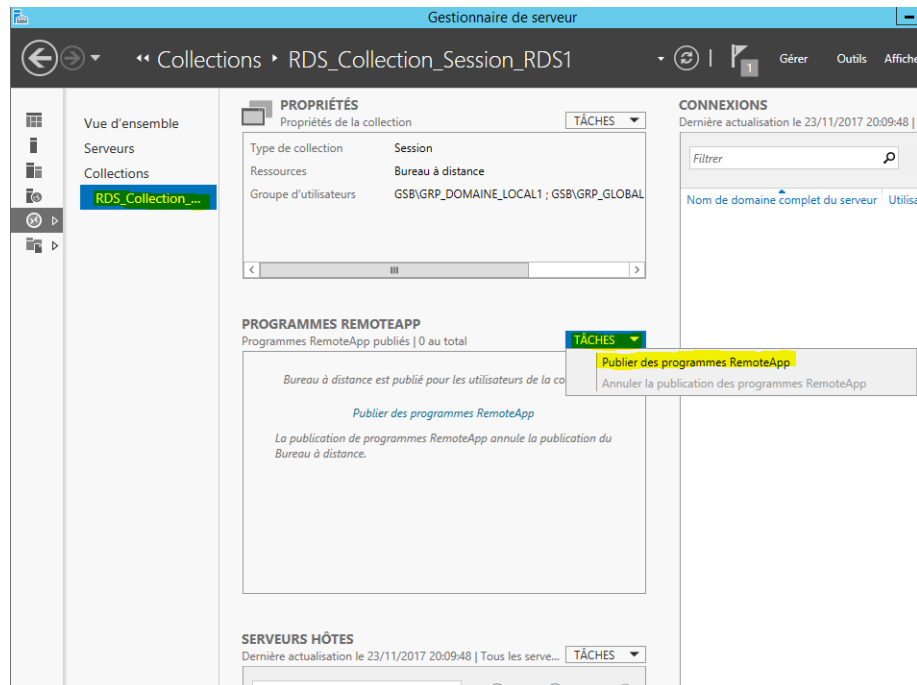 Gestionnaire de serveur
Collections • RDS_Collection_Session_RDS1
1
Gérer Outils Affiche
Vue d'ensemble
Serveurs
Collections
RDS_Collection_...
PROPRIÉTÉS
Propriétés de la collection
TÂCHES
Type de collection Session
Ressources Bureau à distance
Groupe d'utilisateurs GSB\GRP_DOMAINE_LOCAL1 ; GSB\GRP_GLOBAL
PROGRAMMES REMOTEAPP
Programmes RemoteApp publiés | 0 au total
TÂCHES
Publier des programmes RemoteApp
Annuler la publication des programmes RemoteApp
Bureau à distance est publié pour les utilisateurs de la co
Publier des programmes RemoteApp
La publication de programmes RemoteApp annule la publication du
Bureau à distance.
SERVEURS HÔTES
Dernière actualisation le 23/11/2017 20:09:48 | Tous les serve...
TÂCHES
CONNEXIONS
Dernière actualisation le 23/11/2017 20:09:48 |
Filtrer
Nom de domaine complet du serveur Utilisa